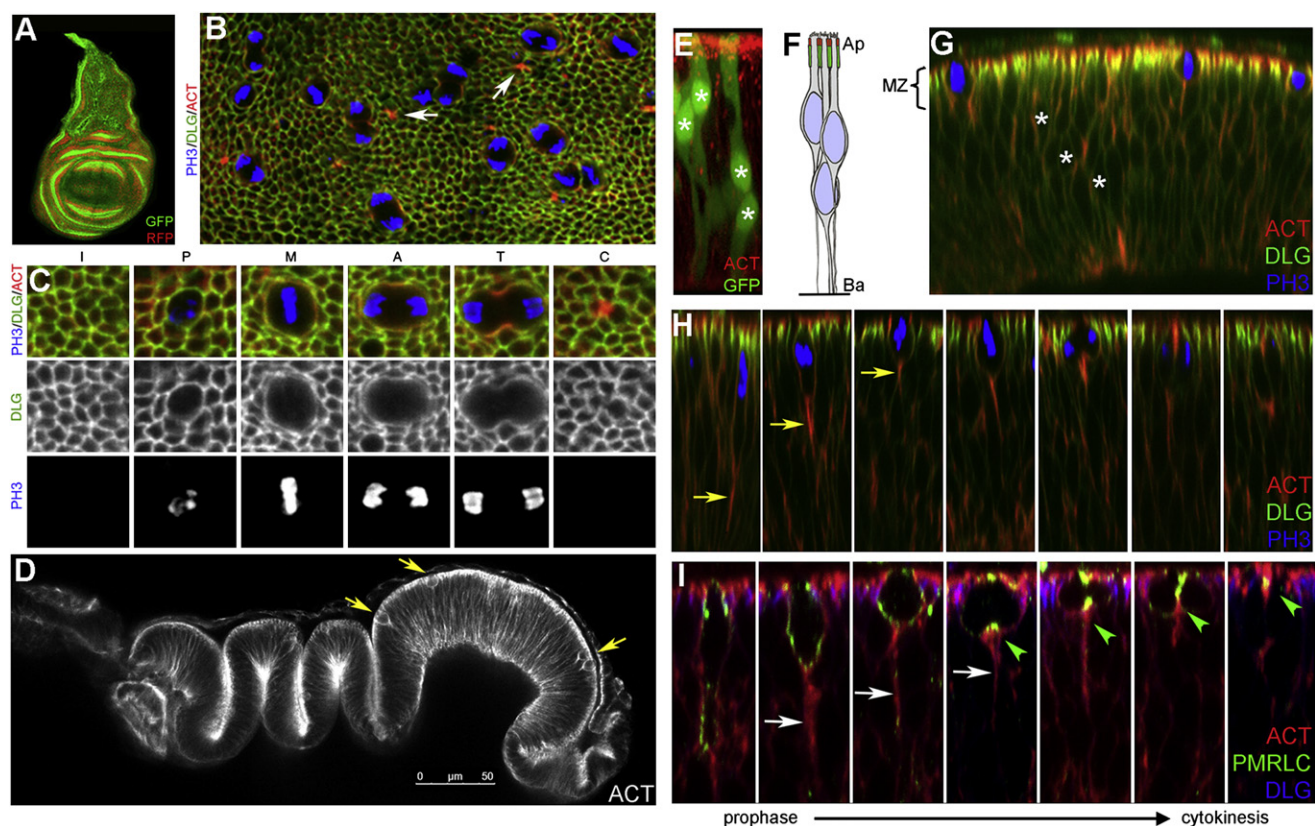 A
GFP
RFP
B
PH3/DLG/ACT
I P M A T C
C
PH3/DLG/ACT
DLG
PH3
D
0 µm 50
ACT
E
ACT
GFP
F
Ap
Ba
G
MZ
*
*
*
*
*
*
*
ACT
DLG
PH3
H
ACT
DLG
PH3
I
ACT
PMRLC
DLG
prophase cytokinesis